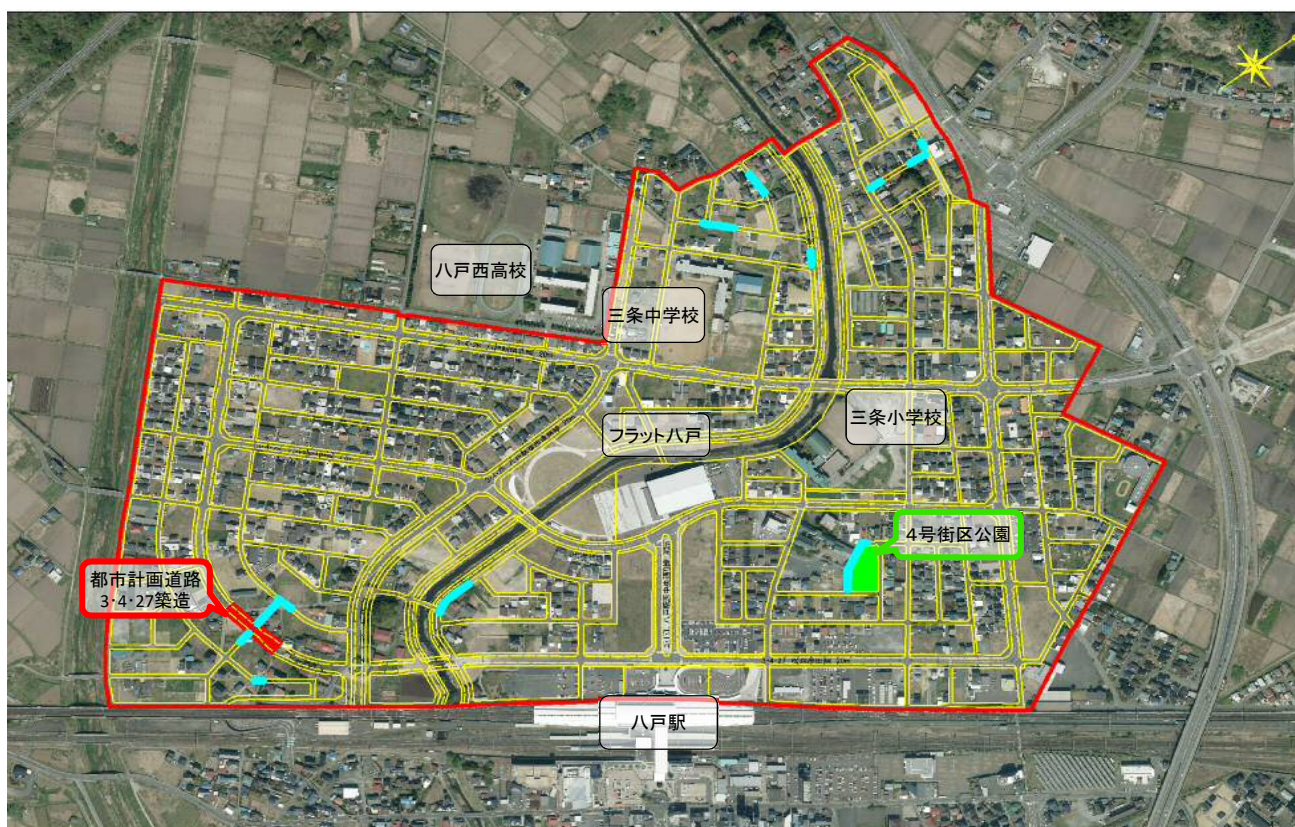 八戸西高校
三条中学校
フラット八戸
三条小学校
4号街区公園
都市計画道路
3・4・27築造
八戸駅